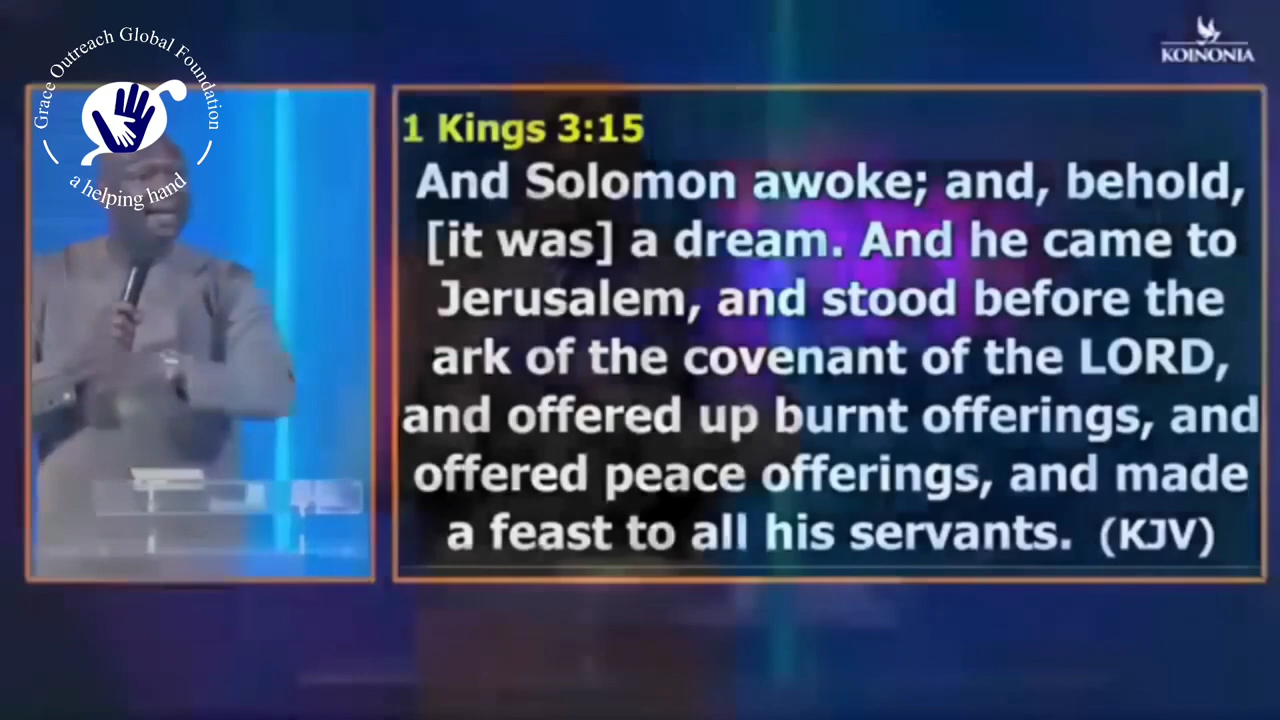 Grace Outreach Global Foundation
a helping hand
KOINONIA
1 Kings 3:15
And Solomon awoke; and, behold,
[it was] a dream. And he came to
Jerusalem, and stood before the
ark of the covenant of the LORD,
and offered up burnt offerings, and
offered peace offerings, and made
a feast to all his servants. (KJV)